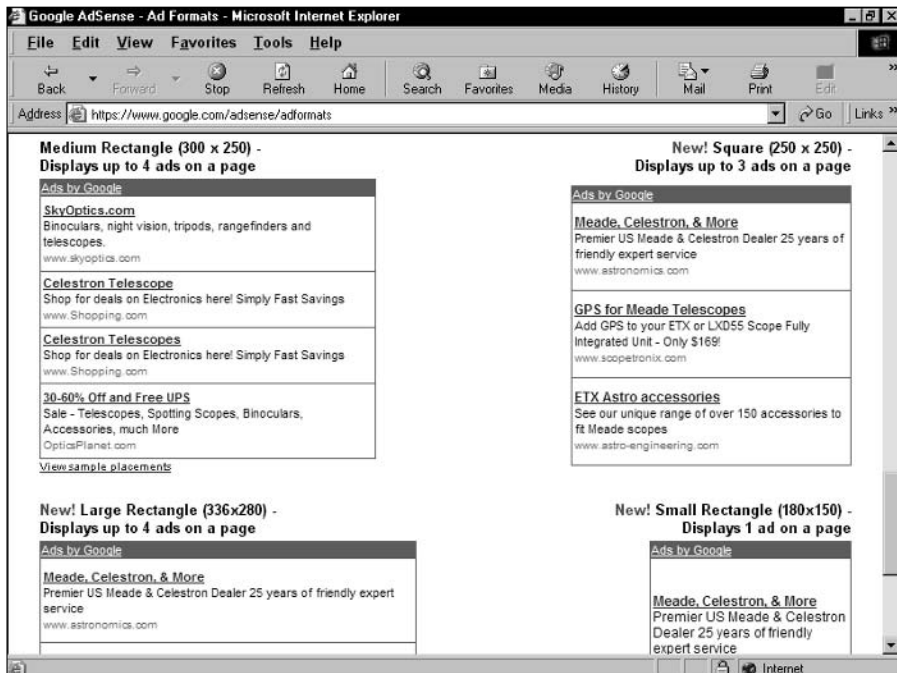 Google AdSense - Ad Formats - Microsoft Internet Explorer
File Edit View Favorites Tools Help
Back Forward Stop Refresh Home Search Favorites Media History Mail Print Edit
Address https://www.google.com/adsense/adformats Go Links
Medium Rectangle (300 x 250) -
Displays up to 4 ads on a page
Ads by Google
SkyOptics.com
Binoculars, night vision, tripods, rangefinders and
telescopes.
www.skyoptics.com
Celestron Telescope
Shop for deals on Electronics here! Simply Fast Savings
www.Shopping.com
Celestron Telescopes
Shop for deals on Electronics here! Simply Fast Savings
www.Shopping.com
30-60% Off and Free UPS
Sale - Telescopes, Spotting Scopes, Binoculars,
Accessories, much More
OpticsPlanet.com
View sample placements
New! Square (250 x 250) -
Displays up to 3 ads on a page
Ads by Google
Meade, Celestron, & More
Premier US Meade & Celestron Dealer 25 years of
friendly expert service
www.astronomics.com
GPS for Meade Telescopes
Add GPS to your ETX or LXD55 Scope Fully
Integrated Unit - Only $169!
www.scopetronix.com
ETX Astro accessories
See our unique range of over 150 accessories to
fit Meade scopes
www.astro-engineering.com
New! Large Rectangle (336x280) -
Displays up to 4 ads on a page
Ads by Google
Meade, Celestron, & More
Premier US Meade & Celestron Dealer 25 years of friendly expert
service
www.astronomics.com
New! Small Rectangle (180x150) -
Displays 1 ad on a page
Ads by Google
Meade, Celestron, & More
Premier US Meade & Celestron
Dealer 25 years of friendly
expert service
Internet